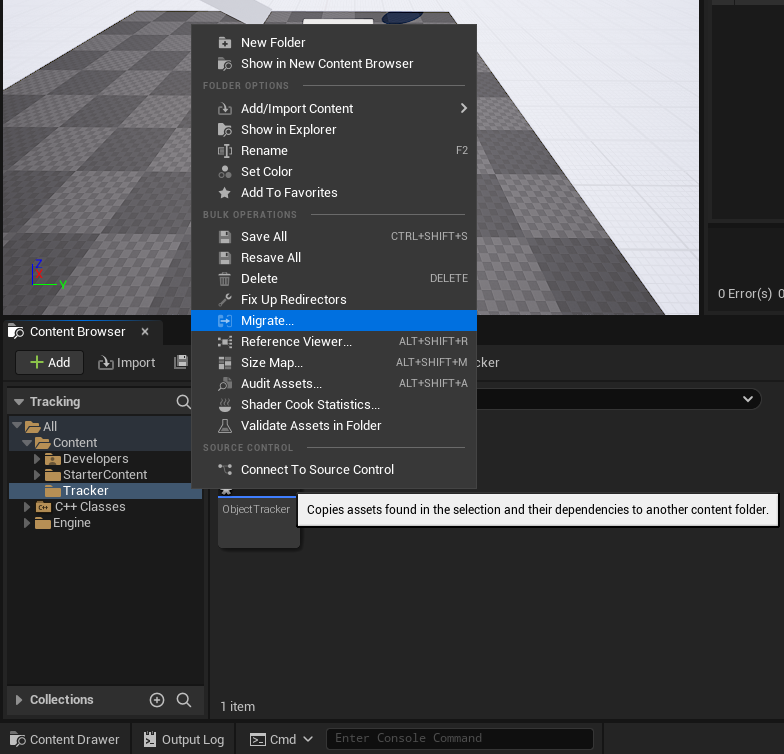 New Folder
Show in New Content Browser
FOLDER OPTIONS
Add/Import Content
Show in Explorer
Rename F2
Set Color
Add To Favorites
BULK OPERATIONS
Save All CTRL+SHIFT+S
Resave All
Delete DELETE
Fix Up Redirectors
Migrate...
Reference Viewer... ALT+SHIFT+R
Size Map... ALT+SHIFT+M
Audit Assets... ALT+SHIFT+A
Shader Cook Statistics...
Validate Assets in Folder
SOURCE CONTROL
Connect To Source Control
Z
X
Y
0 Error(s) 0
Content Browser
Add Import cker
Tracking
All
Content
Developers
StarterContent
Tracker
C++ Classes
Engine
ObjectTracker
Copies assets found in the selection and their dependencies to another content folder.
Collections
1 item
Content Drawer Output Log Cmd Enter Console Command